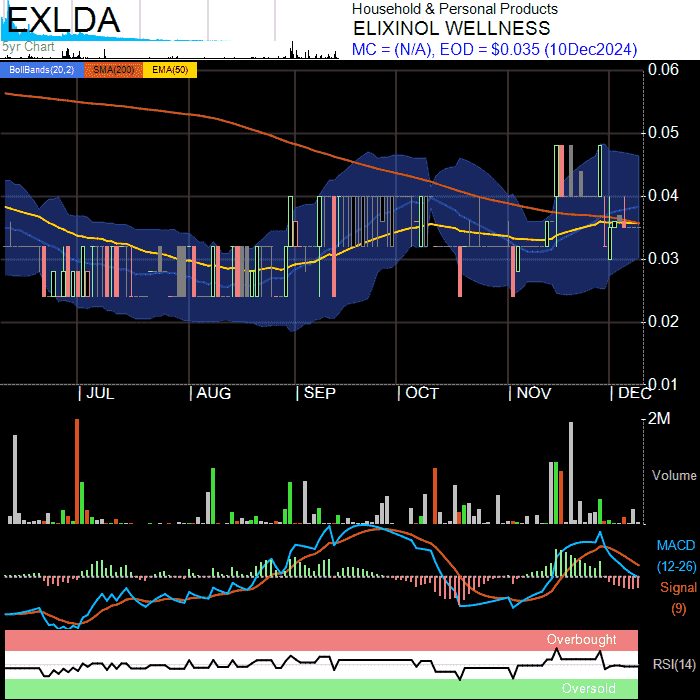 EXLDA
5yr Chart
Household & Personal Products
ELIXINOL WELLNESS
MC = (N/A), EOD = $0.035 (10Dec2024)
BollBands(20,2) SMA(200) EMA(50)
0.06
0.05
0.04
0.03
0.02
0.01
JUL AUG SEP OCT NOV DEC
2M
Volume
MACD
(12-26)
Signal
(9)
Overbought
RSI(14)
Oversold